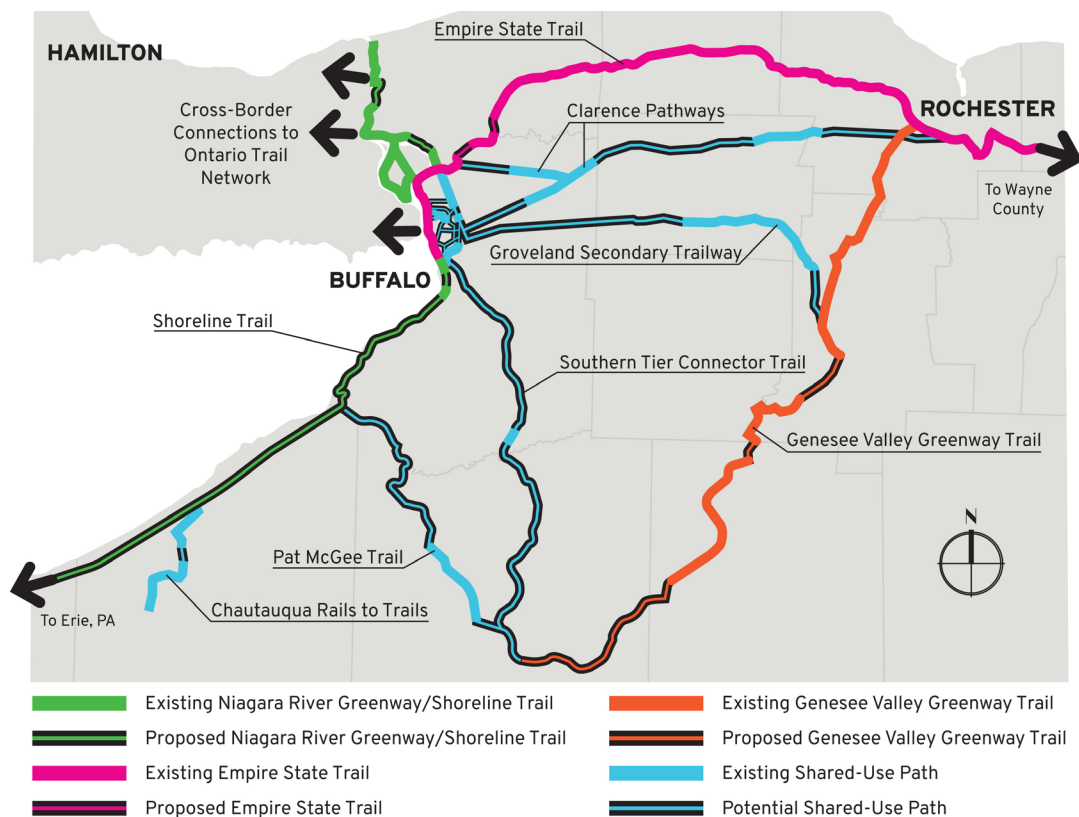 Empire State Trail
HAMILTON
Cross-Border
Connections to
Ontario Trail
Network
Clarence Pathways
ROCHESTER
To Wayne
County
Groveland Secondary Trailway
BUFFALO
Shoreline Trail
Southern Tier Connector Trail
Genesee Valley Greenway Trail
N
Pat McGee Trail
Chautauqua Rails to Trails
To Erie, PA
Existing Niagara River Greenway/Shoreline Trail
Proposed Niagara River Greenway/Shoreline Trail
Existing Empire State Trail
Proposed Empire State Trail
Existing Genesee Valley Greenway Trail
Proposed Genesee Valley Greenway Trail
Existing Shared-Use Path
Potential Shared-Use Path